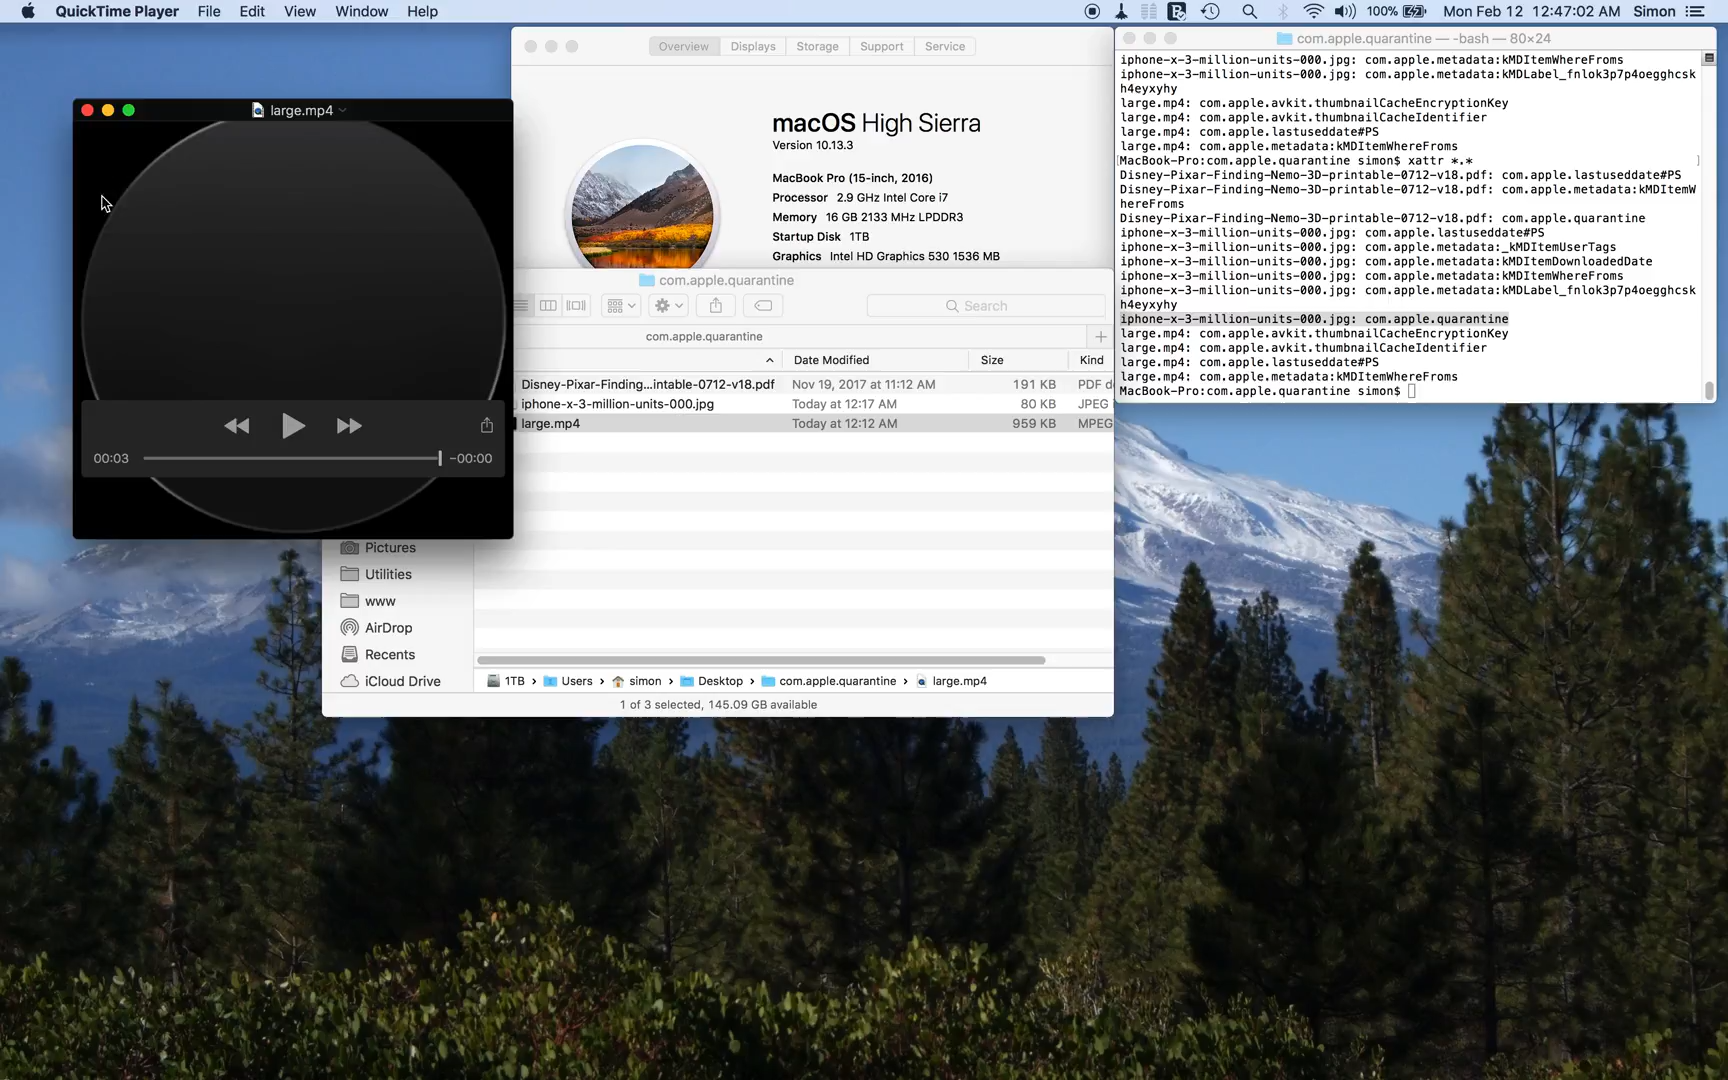 QuickTime Player File Edit View Window Help 100% Mon Feb 12 12:47:02 AM Simon
large.mp4
00:03 -00:00
Overview Displays Storage Support Service
macOS High Sierra
Version 10.13.3
MacBook Pro (15-inch, 2016)
Processor 2.9 GHz Intel Core i7
Memory 16 GB 2133 MHz LPDDR3
Startup Disk 1TB
Graphics Intel HD Graphics 530 1536 MB
com.apple.quarantine
Search
com.apple.quarantine
Date Modified Size Kind
Disney-Pixar-Finding...intable-0712-v18.pdf Nov 19, 2017 at 11:12 AM 191 KB PDF d
iphone-x-3-million-units-000.jpg Today at 12:17 AM 80 KB JPEG
large.mp4 Today at 12:12 AM 959 KB MPEG
Pictures
Utilities
www
AirDrop
Recents
iCloud Drive
1TB › Users › simon › Desktop › com.apple.quarantine › large.mp4
1 of 3 selected, 145.09 GB available
com.apple.quarantine — -bash — 80×24
iphone-x-3-million-units-000.jpg: com.apple.metadata:kMDItemWhereFroms
iphone-x-3-million-units-000.jpg: com.apple.metadata:kMDLabel_fnlok3p7p4oegghcsk
h4eyxyhy
large.mp4: com.apple.avkit.thumbnailCacheEncryptionKey
large.mp4: com.apple.avkit.thumbnailCacheIdentifier
large.mp4: com.apple.lastuseddate#PS
large.mp4: com.apple.metadata:kMDItemWhereFroms
[MacBook-Pro:com.apple.quarantine simon$ xattr *.* ]
Disney-Pixar-Finding-Nemo-3D-printable-0712-v18.pdf: com.apple.lastuseddate#PS
Disney-Pixar-Finding-Nemo-3D-printable-0712-v18.pdf: com.apple.metadata:kMDItemW
hereFroms
Disney-Pixar-Finding-Nemo-3D-printable-0712-v18.pdf: com.apple.quarantine
iphone-x-3-million-units-000.jpg: com.apple.lastuseddate#PS
iphone-x-3-million-units-000.jpg: com.apple.metadata:_kMDItemUserTags
iphone-x-3-million-units-000.jpg: com.apple.metadata:kMDItemDownloadedDate
iphone-x-3-million-units-000.jpg: com.apple.metadata:kMDItemWhereFroms
iphone-x-3-million-units-000.jpg: com.apple.metadata:kMDLabel_fnlok3p7p4oegghcsk
h4eyxyhy
iphone-x-3-million-units-000.jpg: com.apple.quarantine
large.mp4: com.apple.avkit.thumbnailCacheEncryptionKey
large.mp4: com.apple.avkit.thumbnailCacheIdentifier
large.mp4: com.apple.lastuseddate#PS
large.mp4: com.apple.metadata:kMDItemWhereFroms
MacBook-Pro:com.apple.quarantine simon$